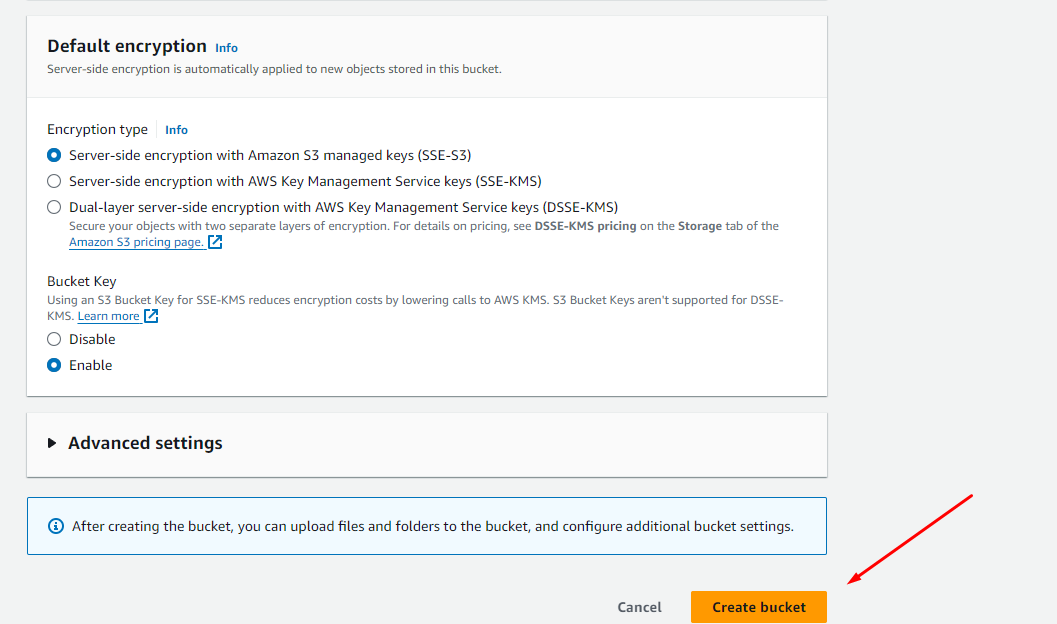 Default encryption Info
Server-side encryption is automatically applied to new objects stored in this bucket.
Encryption type Info
Server-side encryption with Amazon S3 managed keys (SSE-S3)
Server-side encryption with AWS Key Management Service keys (SSE-KMS)
Dual-layer server-side encryption with AWS Key Management Service keys (DSSE-KMS)
Secure your objects with two separate layers of encryption. For details on pricing, see DSSE-KMS pricing on the Storage tab of the
Amazon S3 pricing page.
Bucket Key
Using an S3 Bucket Key for SSE-KMS reduces encryption costs by lowering calls to AWS KMS. S3 Bucket Keys aren't supported for DSSE-
KMS. Learn more
Disable
Enable
Advanced settings
After creating the bucket, you can upload files and folders to the bucket, and configure additional bucket settings.
Cancel Create bucket